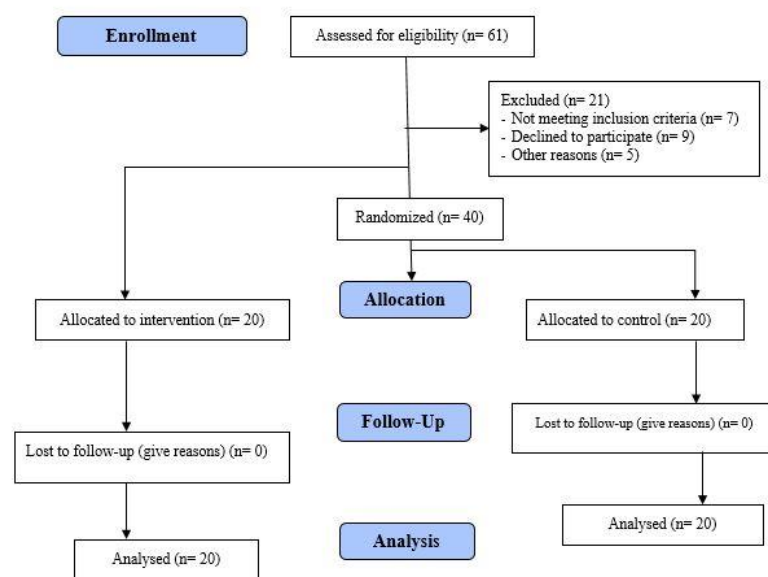 Enrollment
Assessed for eligibility (n= 61)
Excluded (n= 21)
- Not meeting inclusion criteria (n= 7)
- Declined to participate (n= 9)
- Other reasons (n= 5)
Randomized (n= 40)
Allocation
Allocated to intervention (n= 20)
Allocated to control (n= 20)
Follow-Up
Lost to follow-up (give reasons) (n= 0)
Lost to follow-up (give reasons) (n= 0)
Analysed (n= 20)
Analysis
Analysed (n= 20)